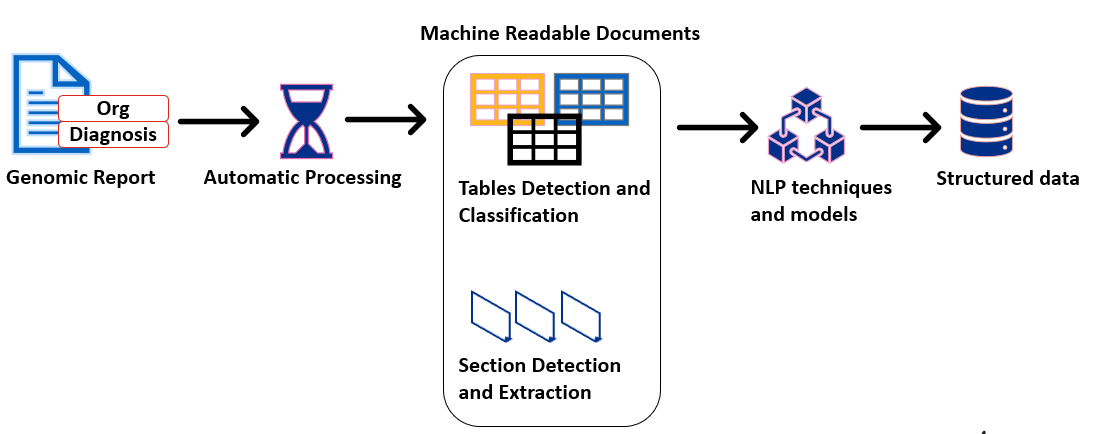 Machine Readable Documents
Org
Diagnosis
Genomic Report
Automatic Processing
Tables Detection and
Classification
Section Detection
and Extraction
NLP techniques
and models
Structured data